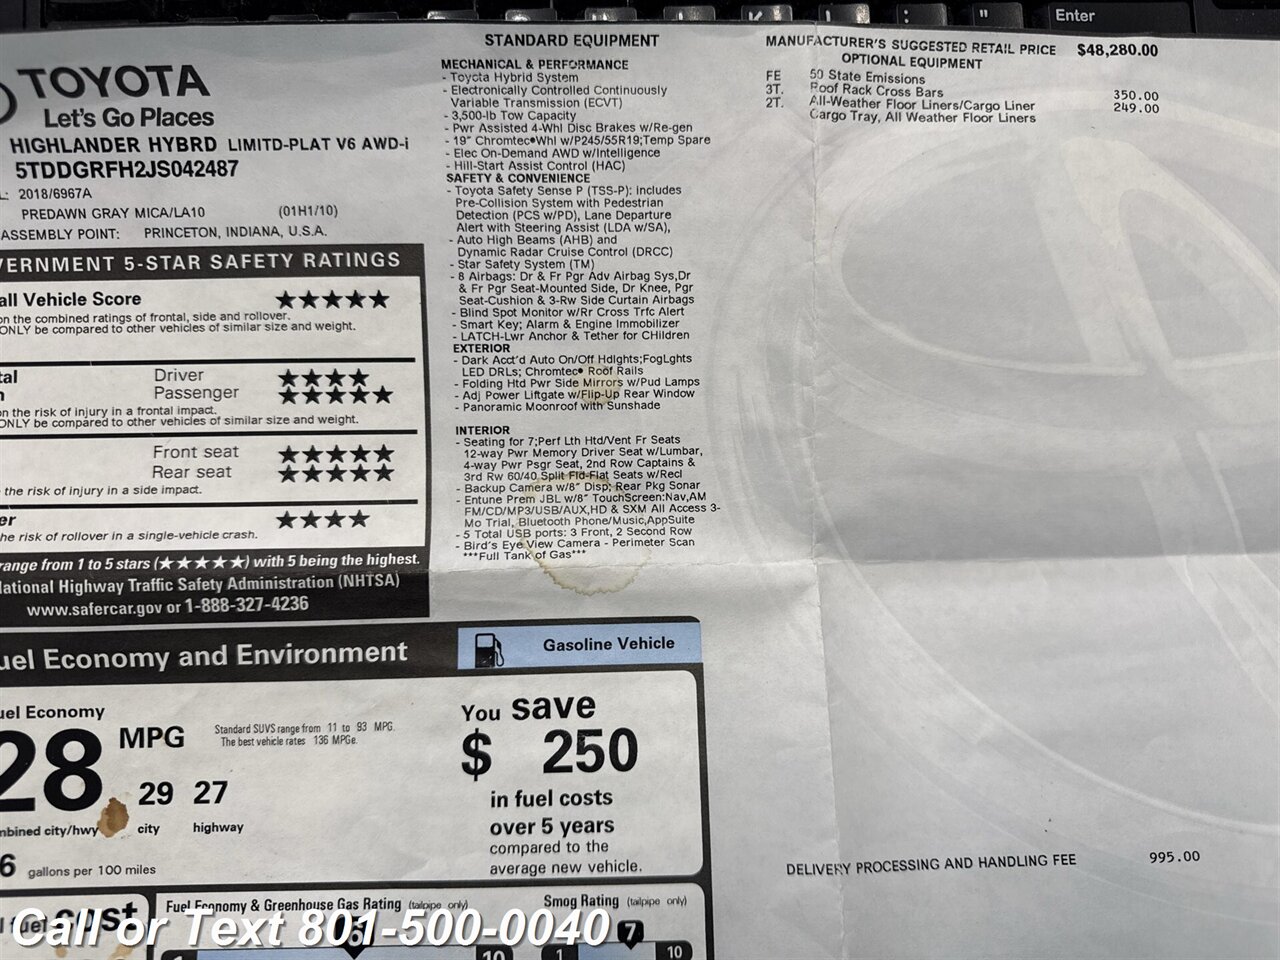 Enter
K L : "
TOYOTA
Let's Go Places
HIGHLANDER HYBRD LIMITD-PLAT V6 AWD-i
5TDDGRFH2JS042487
L: 2018/6967A
PREDAWN GRAY MICA/LA10 (01H1/10)
ASSEMBLY POINT: PRINCETON, INDIANA, U.S.A.
VERNMENT 5-STAR SAFETY RATINGS
all Vehicle Score ★★★★★
on the combined ratings of frontal, side and rollover.
ONLY be compared to other vehicles of similar size and weight.
tal Driver ★★★★
n Passenger ★★★★★
on the risk of injury in a frontal impact.
ONLY be compared to other vehicles of similar size and weight.
Front seat ★★★★★
Rear seat ★★★★★
the risk of injury in a side impact.
er ★★★★
he risk of rollover in a single-vehicle crash.
range from 1 to 5 stars (★★★★★) with 5 being the highest.
National Highway Traffic Safety Administration (NHTSA)
www.safercar.gov or 1-888-327-4236
STANDARD EQUIPMENT
MECHANICAL & PERFORMANCE
- Toyota Hybrid System
- Electronically Controlled Continuously
Variable Transmission (ECVT)
- 3,500-lb Tow Capacity
- Pwr Assisted 4-Whl Disc Brakes w/Re-gen
- 19" Chromtec®Whl w/P245/55R19;Temp Spare
- Elec On-Demand AWD w/Intelligence
- Hill-Start Assist Control (HAC)
SAFETY & CONVENIENCE
- Toyota Safety Sense P (TSS-P): includes
Pre-Collision System with Pedestrian
Detection (PCS w/PD), Lane Departure
Alert with Steering Assist (LDA w/SA),
- Auto High Beams (AHB) and
Dynamic Radar Cruise Control (DRCC)
- Star Safety System (TM)
- 8 Airbags: Dr & Fr Pgr Adv Airbag Sys,Dr
& Fr Pgr Seat-Mounted Side, Dr Knee, Pgr
Seat-Cushion & 3-Rw Side Curtain Airbags
- Blind Spot Monitor w/Rr Cross Trfc Alert
- Smart Key; Alarm & Engine Immobilizer
- LATCH-Lwr Anchor & Tether for CHildren
EXTERIOR
- Dark Acct'd Auto On/Off Hdlghts;FogLghts
LED DRLs; Chromtec® Roof Rails
- Folding Htd Pwr Side Mirrors w/Pud Lamps
- Adj Power Liftgate w/Flip-Up Rear Window
- Panoramic Moonroof with Sunshade
INTERIOR
- Seating for 7;Perf Lth Htd/Vent Fr Seats
12-way Pwr Memory Driver Seat w/Lumbar,
4-way Pwr Psgr Seat, 2nd Row Captains &
3rd Rw 60/40 Split Fld-Flat Seats w/Recl
- Backup Camera w/8" Disp; Rear Pkg Sonar
- Entune Prem JBL w/8" TouchScreen:Nav,AM
FM/CD/MP3/USB/AUX,HD & SXM All Access 3-
Mo Trial, Bluetooth Phone/Music,AppSuite
- 5 Total USB ports: 3 Front, 2 Second Row
- Bird's Eye View Camera - Perimeter Scan
***Full Tank of Gas***
MANUFACTURER'S SUGGESTED RETAIL PRICE $48,280.00
OPTIONAL EQUIPMENT
FE 50 State Emissions
3T. Roof Rack Cross Bars 350.00
2T. All-Weather Floor Liners/Cargo Liner 249.00
Cargo Tray, All Weather Floor Liners
DELIVERY PROCESSING AND HANDLING FEE 995.00
uel Economy and Environment
Gasoline Vehicle
uel Economy
28 MPG
Standard SUVS range from 11 to 93 MPG.
The best vehicle rates 136 MPGe.
29 27
mbined city/hwy city highway
6 gallons per 100 miles
You save
$ 250
in fuel costs
over 5 years
compared to the
average new vehicle.
l fuel cost
Fuel Economy & Greenhouse Gas Rating (tailpipe only)
Smog Rating (tailpipe only)
6
7
1 10
1 10
Call or Text 801-500-0040